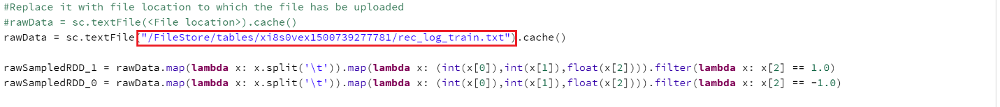 #Replace it with file location to which the file has be uploaded
#rawData = sc.textFile(<File location>).cache()
rawData = sc.textFile("/FileStore/tables/xi8s0vex1500739277781/rec_log_train.txt").cache()
rawSampledRDD_1 = rawData.map(lambda x: x.split('\t')).map(lambda x: (int(x[0]),int(x[1]),float(x[2]))).filter(lambda x: x[2] == 1.0)
rawSampledRDD_0 = rawData.map(lambda x: x.split('\t')).map(lambda x: (int(x[0]),int(x[1]),float(x[2]))).filter(lambda x: x[2] == -1.0)